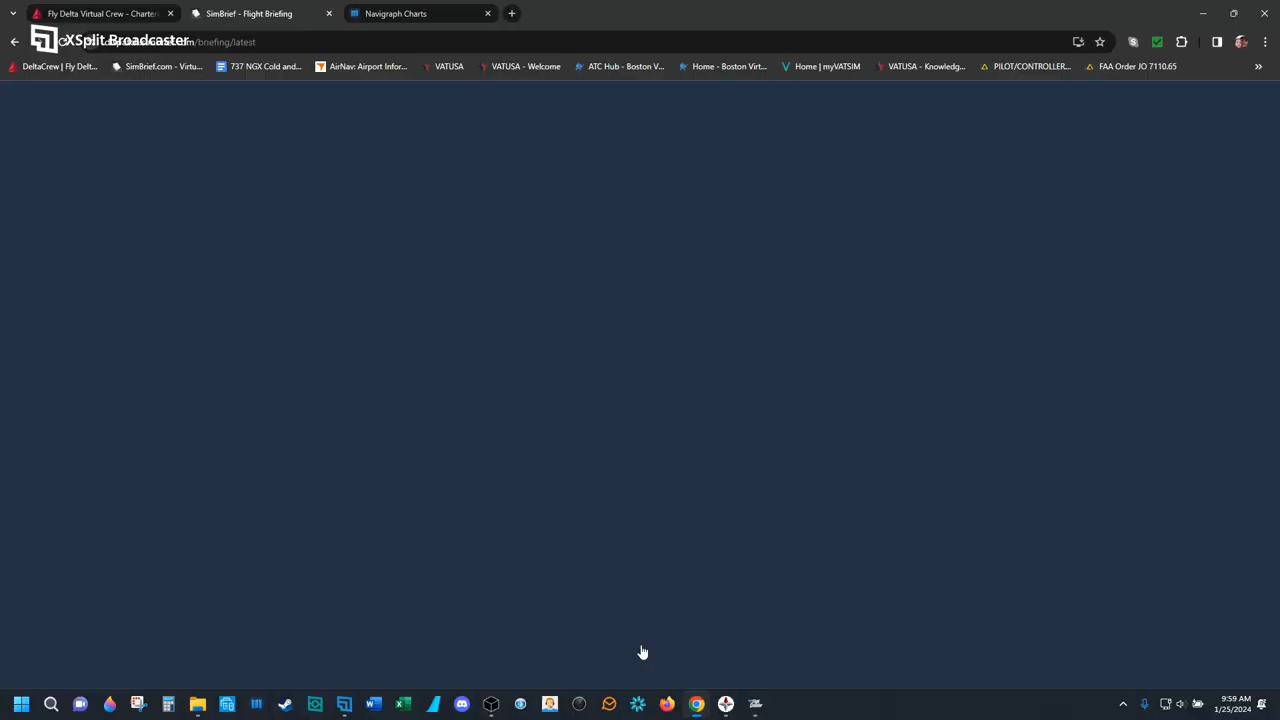 Fly Delta Virtual Crew - Charter
SimBrief - Flight Briefing
Navigraph Charts
XSplit Broadcaster
/briefing/latest
DeltaCrew | Fly Delt...
SimBrief.com - Virtu...
737 NGX Cold and...
AirNav: Airport Infor...
VATUSA
VATUSA - Welcome
ATC Hub - Boston V...
Home - Boston Virt...
Home | myVATSIM
VATUSA - Knowledg...
PILOT/CONTROLLER...
FAA Order JO 7110.65
9:59 AM
1/25/2024